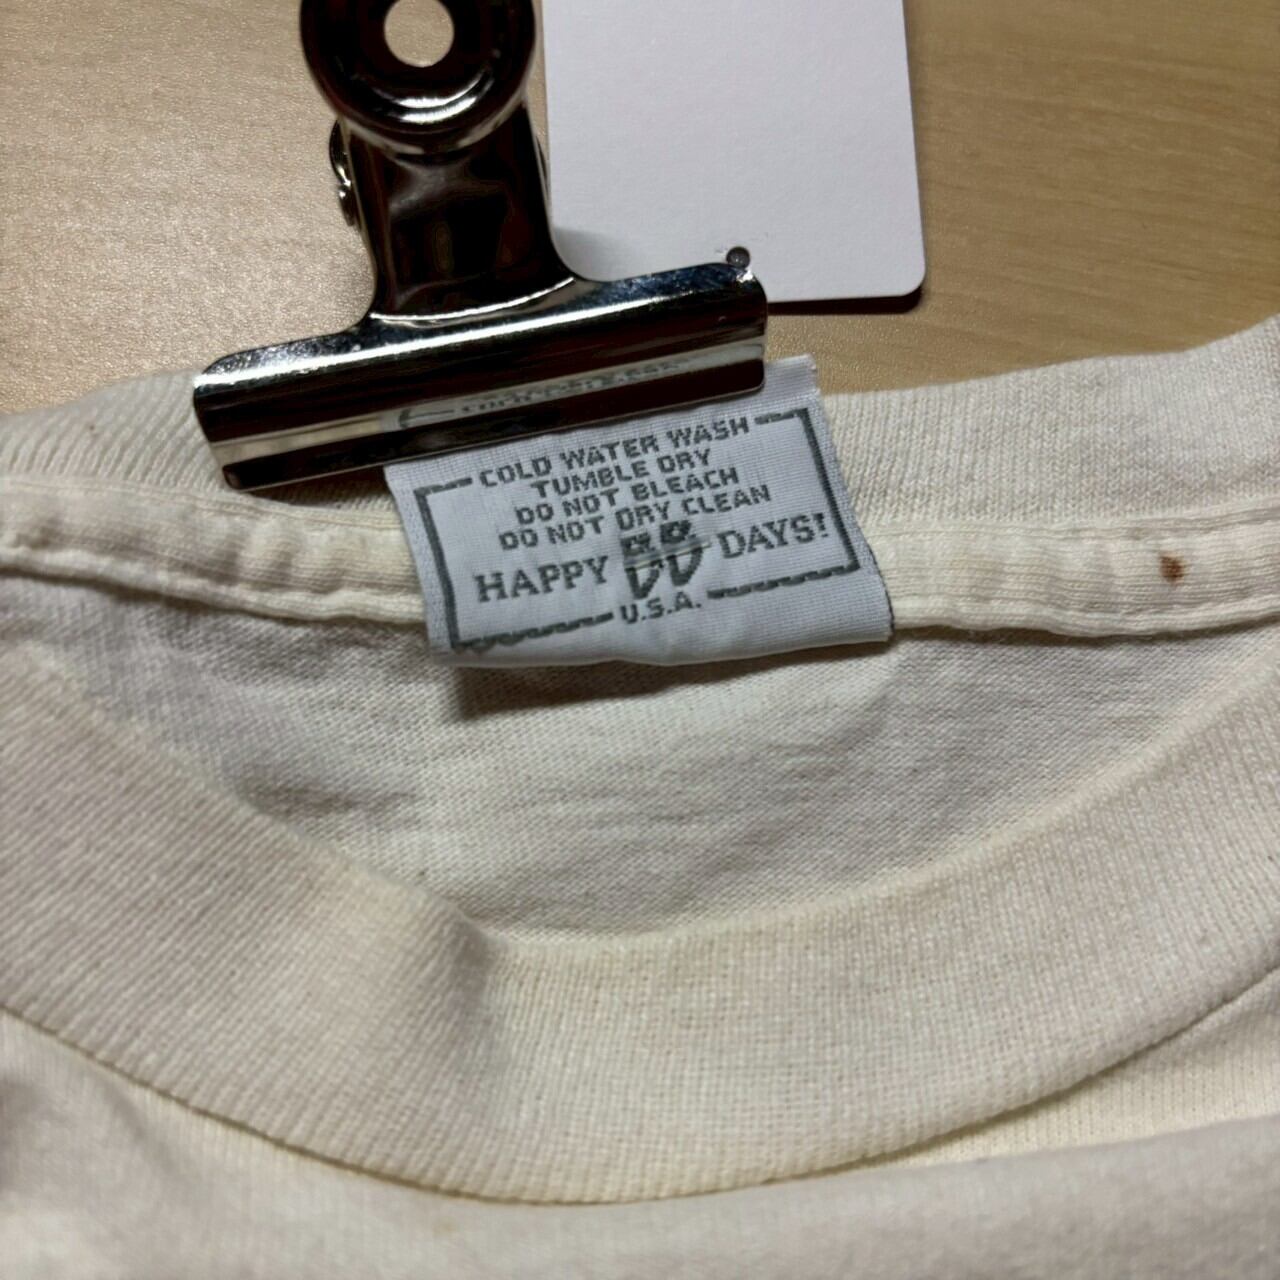 COLD WATER WASH
TUMBLE DRY
DO NOT BLEACH
DO NOT DRY CLEAN
HAPPY DAYS!
U.S.A.